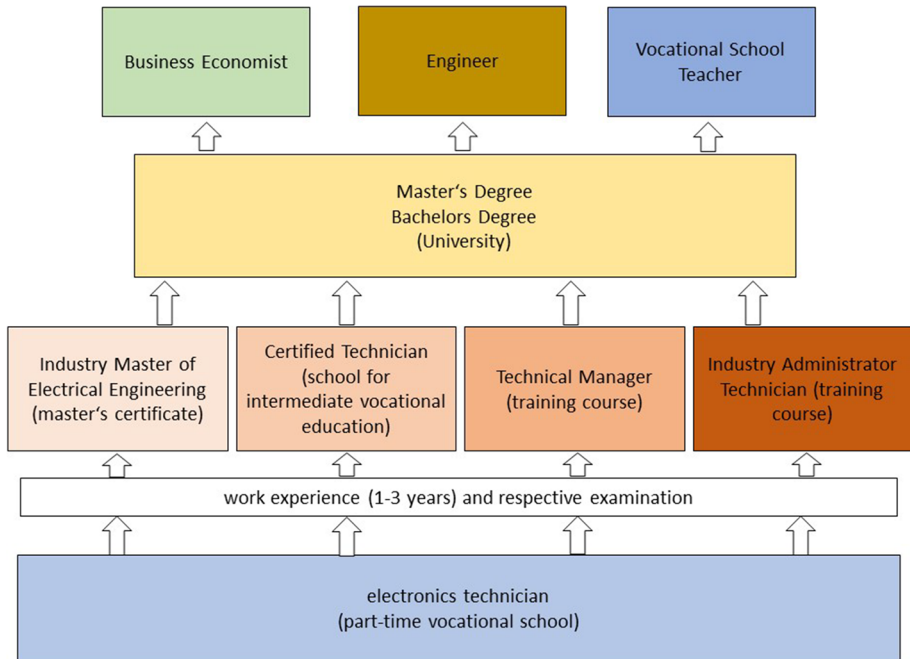 Business Economist
Engineer
Vocational School
Teacher
Master‘s Degree
Bachelors Degree
(University)
Industry Master of
Electrical Engineering
(master‘s certificate)
Certified Technician
(school for
intermediate vocational
education)
Technical Manager
(training course)
Industry Administrator
Technician (training
course)
work experience (1-3 years) and respective examination
electronics technician
(part-time vocational school)